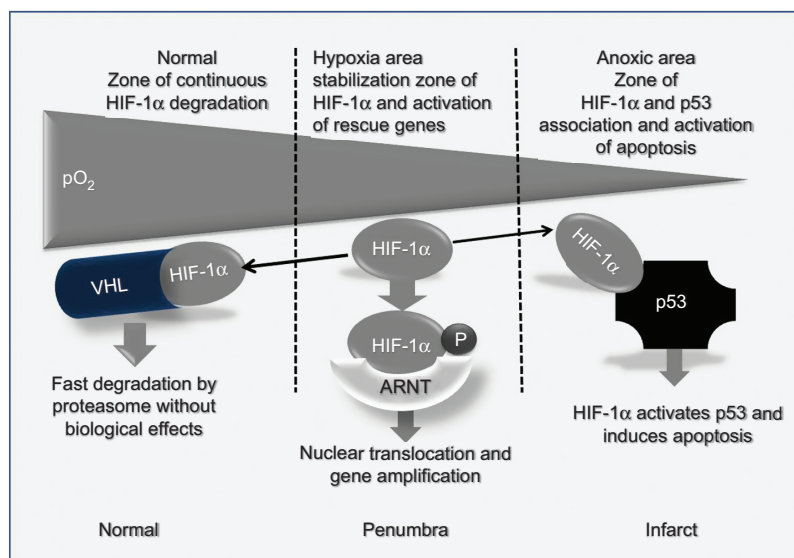 Normal
Zone of continuous
HIF-1α degradation
Hypoxia area
stabilization zone of
HIF-1α and activation
of rescue genes
Anoxic area
Zone of
HIF-1α and p53
association and activation
of apoptosis
pO₂
VHL
HIF-1α
HIF-1α
HIF-1α
p53
HIF-1α
P
ARNT
Fast degradation by
proteasome without
biological effects
Nuclear translocation and
gene amplification
HIF-1α activates p53 and
induces apoptosis
Normal
Penumbra
Infarct